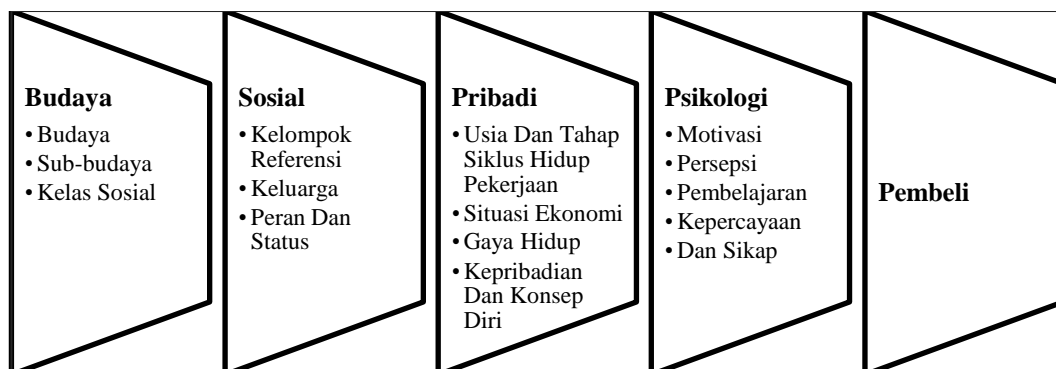 Budaya
• Budaya
• Sub-budaya
• Kelas Sosial
Sosial
• Kelompok
Referensi
• Keluarga
• Peran Dan
Status
Pribadi
• Usia Dan Tahap
Siklus Hidup
Pekerjaan
• Situasi Ekonomi
• Gaya Hidup
• Kepribadian
Dan Konsep
Diri
Psikologi
• Motivasi
• Persepsi
• Pembelajaran
• Kepercayaan
• Dan Sikap
Pembeli